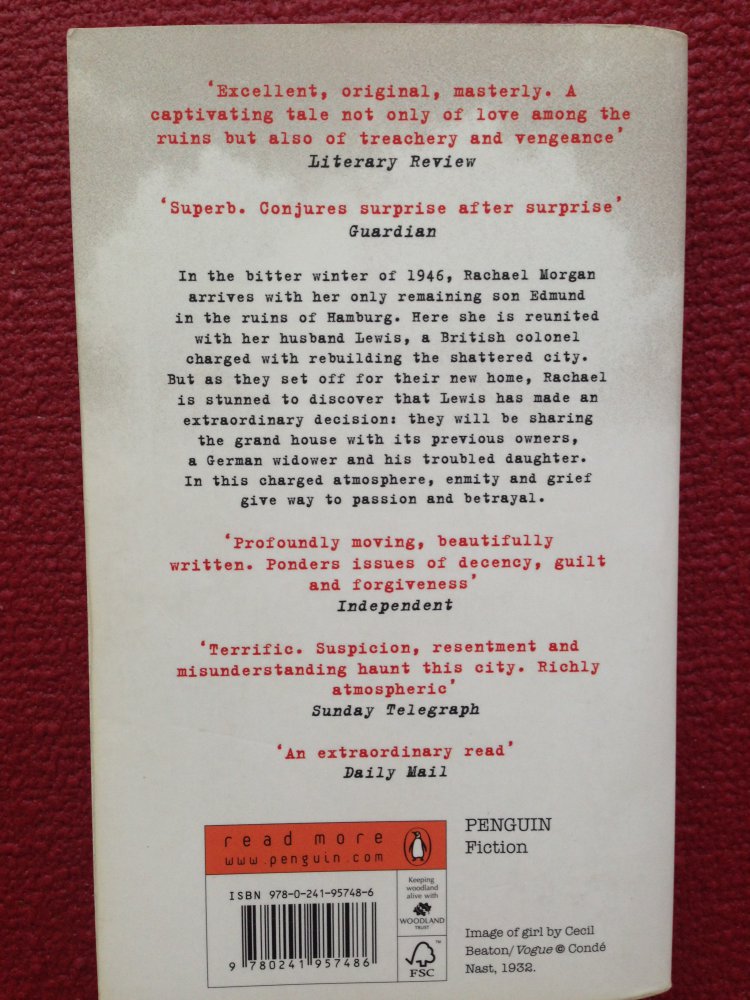 ‘Excellent, original, masterly. A
captivating tale not only of love among the
ruins but also of treachery and vengeance’
Literary Review
‘Superb. Conjures surprise after surprise’
Guardian
In the bitter winter of 1946, Rachael Morgan
arrives with her only remaining son Edmund
in the ruins of Hamburg. Here she is reunited
with her husband Lewis, a British colonel
charged with rebuilding the shattered city.
But as they set off for their new home, Rachael
is stunned to discover that Lewis has made an
extraordinary decision: they will be sharing
the grand house with its previous owners,
a German widower and his troubled daughter.
In this charged atmosphere, enmity and grief
give way to passion and betrayal.
‘Profoundly moving, beautifully
written. Ponders issues of decency, guilt
and forgiveness’
Independent
‘Terrific. Suspicion, resentment and
misunderstanding haunt this city. Richly
atmospheric’
Sunday Telegraph
‘An extraordinary read’
Daily Mail
read more
www.penguin.com
ISBN 978-0-241-95748-6
9 780241 957486
Keeping
woodland
alive with
WOODLAND
TRUST
™
FSC
PENGUIN
Fiction
Image of girl by Cecil
Beaton/Vogue © Condé
Nast, 1932.